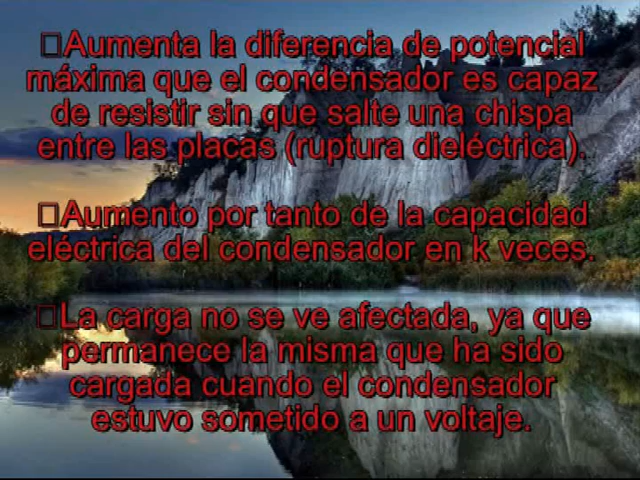 Aumenta la diferencia de potencial
máxima que el condensador es capaz
de resistir sin que salte una chispa
entre las placas (ruptura dieléctrica).
Aumento por tanto de la capacidad
eléctrica del condensador en k veces.
La carga no se ve afectada, ya que
permanece la misma que ha sido
cargada cuando el condensador
estuvo sometido a un voltaje.